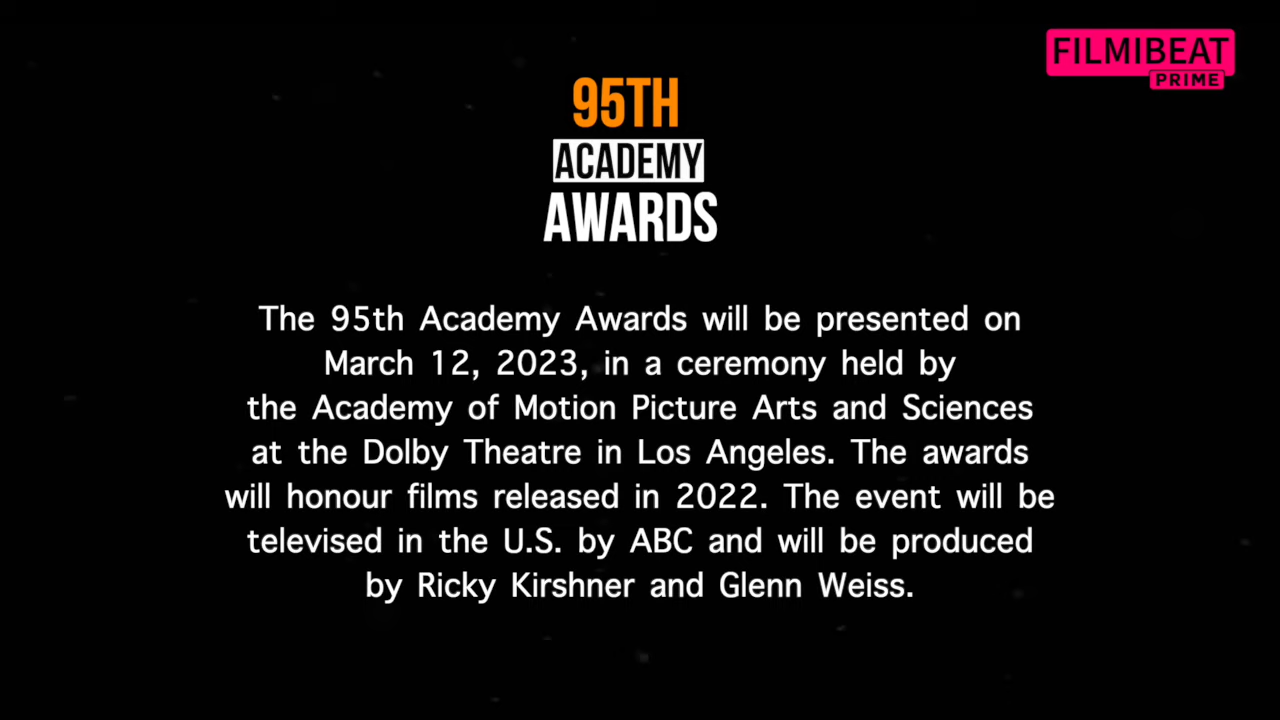 FILMIBEAT
PRIME
95TH
ACADEMY
AWARDS
The 95th Academy Awards will be presented on
March 12, 2023, in a ceremony held by
the Academy of Motion Picture Arts and Sciences
at the Dolby Theatre in Los Angeles. The awards
will honour films released in 2022. The event will be
televised in the U.S. by ABC and will be produced
by Ricky Kirshner and Glenn Weiss.